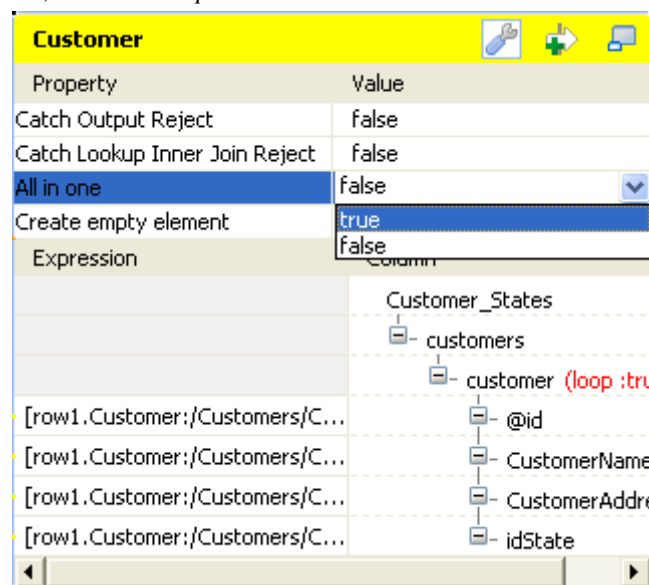 Customer
Property Value
Catch Output Reject false
Catch Lookup Inner Join Reject false
All in one false
Create empty element true
false
Expression Column
Customer_States
customers
customer (loop :tru
[row1.Customer:/Customers/C... @id
[row1.Customer:/Customers/C... CustomerName
[row1.Customer:/Customers/C... CustomerAddre
[row1.Customer:/Customers/C... idState